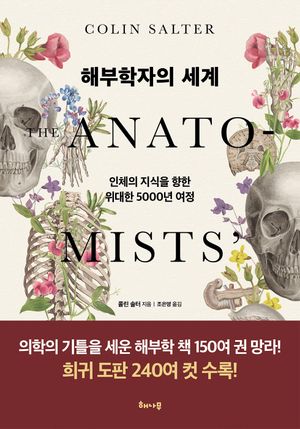 COLIN SALTER
해부학자의 세계
THE ANATO-
인체의 지식을 향한
위대한 5000년 여정
MISTS'
콜린 솔터 지음 | 조은영 옮김
의학의 기틀을 세운 해부학 책 150여 권 망라!
희귀 도판 240여 컷 수록!
해나무